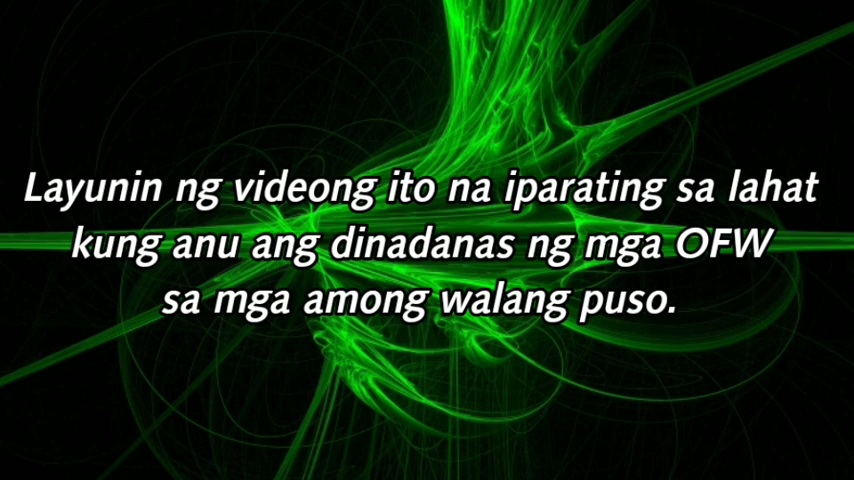 Layunin ng videong ito na iparating sa lahat
kung anu ang dinadanas ng mga OFW
sa mga among walang puso.